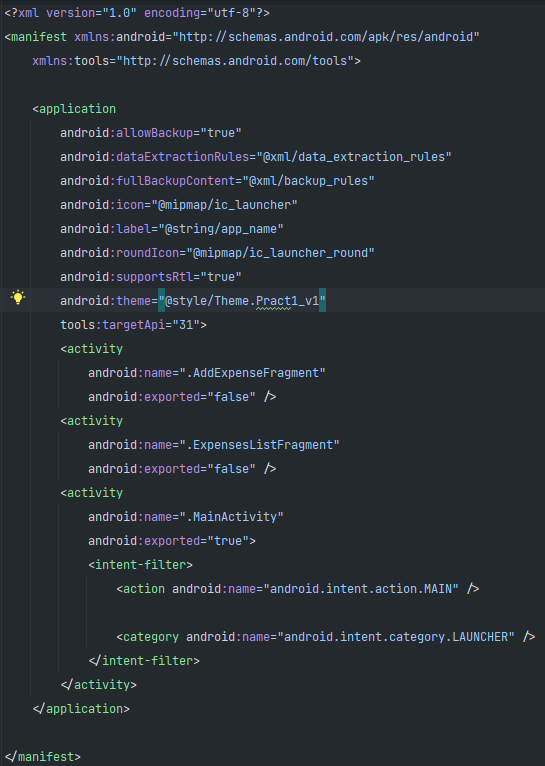 <?xml version="1.0" encoding="utf-8"?>
<manifest xmlns:android="http://schemas.android.com/apk/res/android"
    xmlns:tools="http://schemas.android.com/tools">

    <application
        android:allowBackup="true"
        android:dataExtractionRules="@xml/data_extraction_rules"
        android:fullBackupContent="@xml/backup_rules"
        android:icon="@mipmap/ic_launcher"
        android:label="@string/app_name"
        android:roundIcon="@mipmap/ic_launcher_round"
        android:supportsRtl="true"
        android:theme="@style/Theme.Pract1_v1"
        tools:targetApi="31">
        <activity
            android:name=".AddExpenseFragment"
            android:exported="false" />
        <activity
            android:name=".ExpensesListFragment"
            android:exported="false" />
        <activity
            android:name=".MainActivity"
            android:exported="true">
            <intent-filter>
                <action android:name="android.intent.action.MAIN" />

                <category android:name="android.intent.category.LAUNCHER" />
            </intent-filter>
        </activity>
    </application>

</manifest>